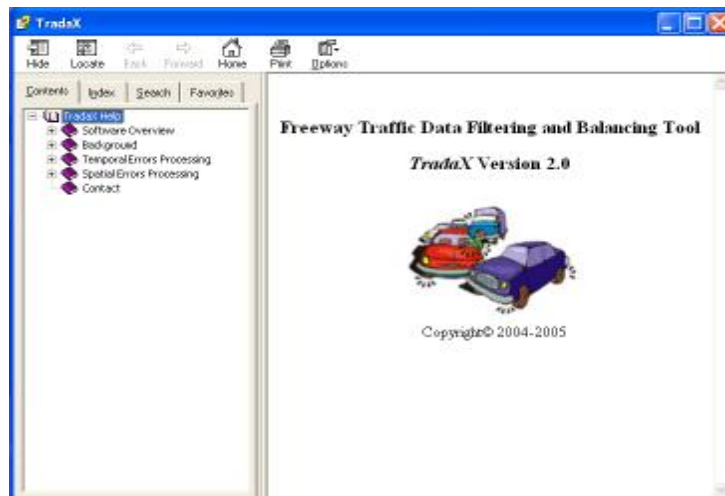 TradaX
Hide Locate Back Forward Home Print Options
Contents Index Search Favorites
TradaX Help
Software Overview
Background
Temporal Errors Processing
Spatial Errors Processing
Contact
Freeway Traffic Data Filtering and Balancing Tool
TradaX Version 2.0
Copyright© 2004-2005